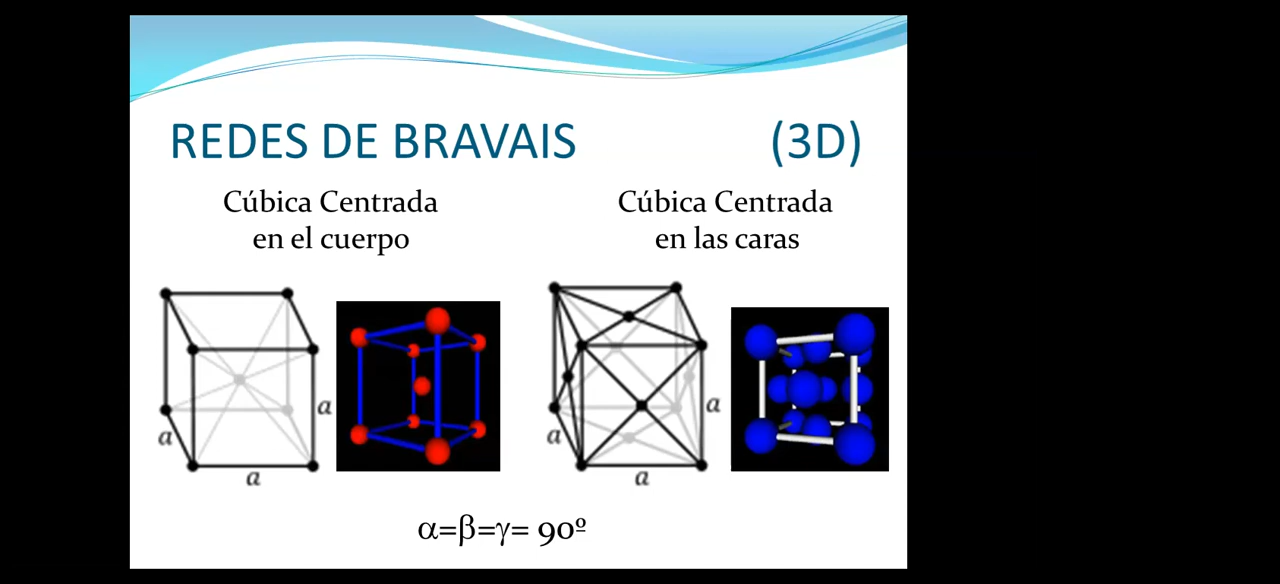 REDES DE BRAVAIS (3D)
Cúbica Centrada
en el cuerpo
Cúbica Centrada
en las caras
a
a
a
a
a
a
α=β=γ= 90º